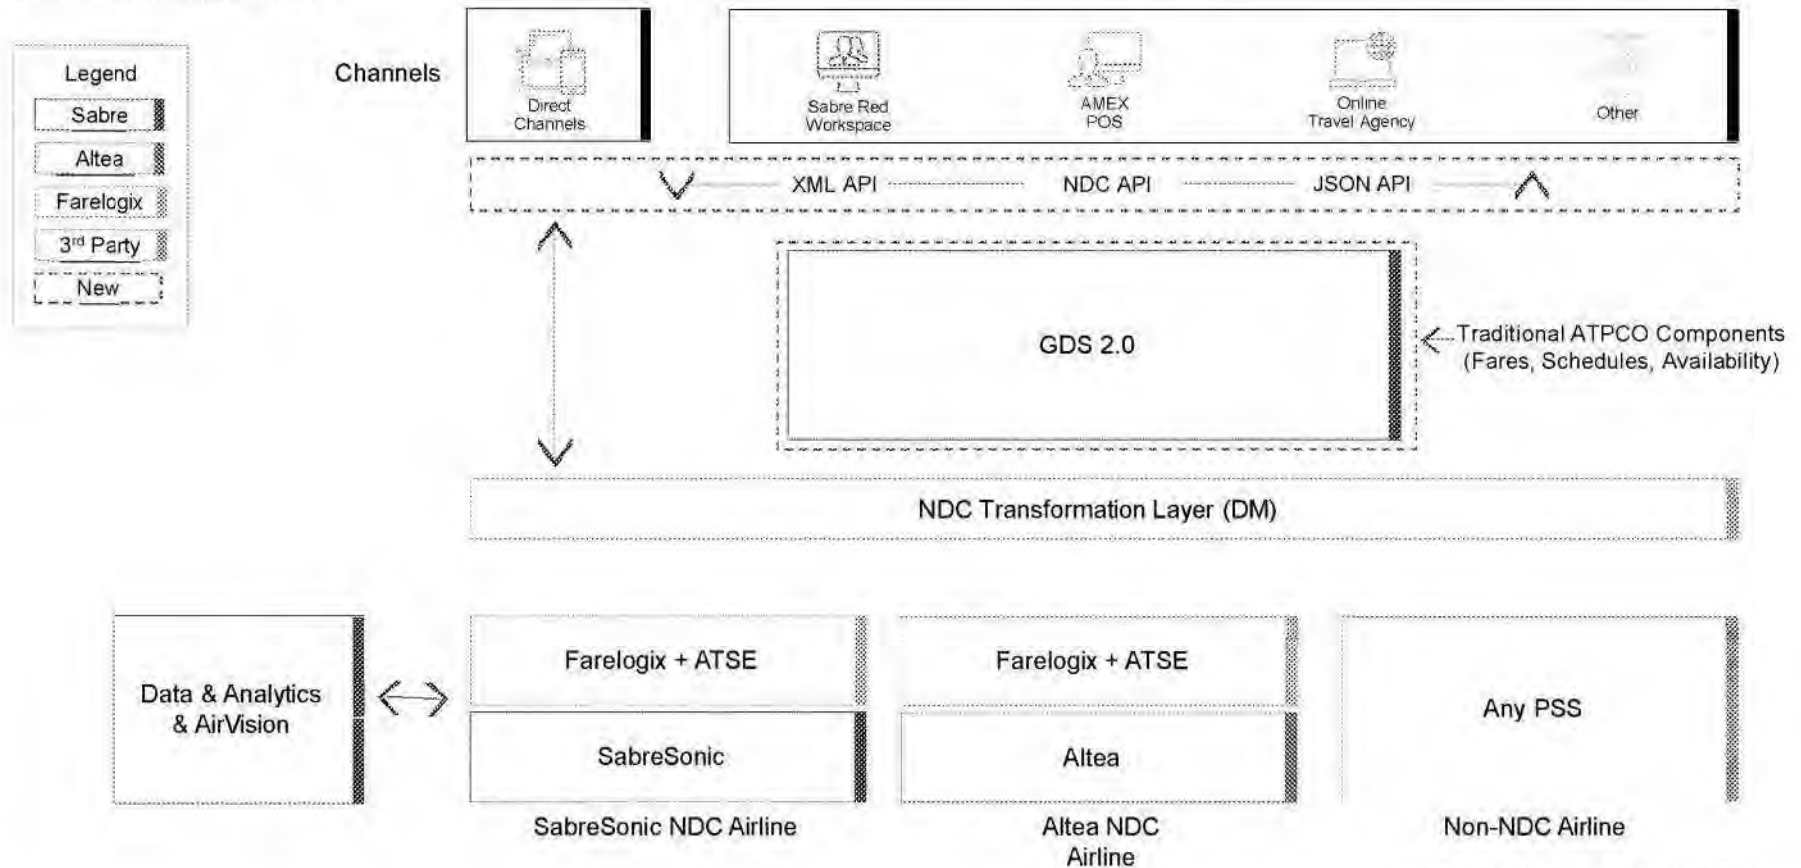 Legend
Sabre
Altea
Farelogix
3rd Party
New
Channels
Direct
Channels
Sabre Red
Workspace
AMEX
POS
Online
Travel Agency
Other
XML API
NDC API
JSON API
GDS 2.0
Traditional ATPCO Components
(Fares, Schedules, Availability)
NDC Transformation Layer (DM)
Data & Analytics
& AirVision
Farelogix + ATSE
SabreSonic
SabreSonic NDC Airline
Farelogix + ATSE
Altea
Altea NDC
Airline
Any PSS
Non-NDC Airline